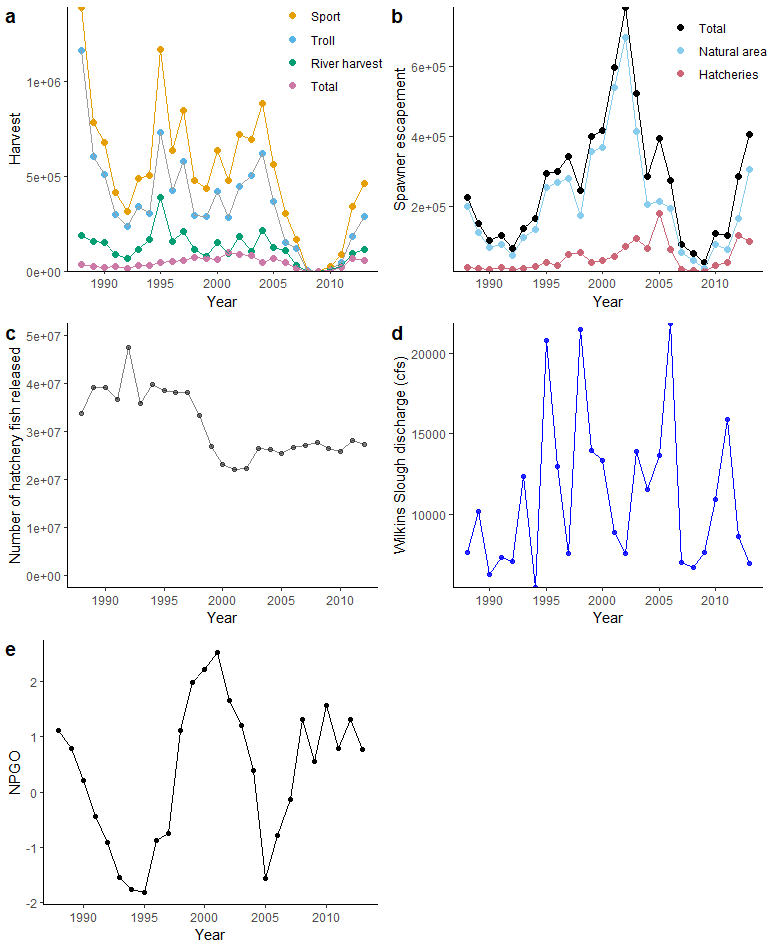 a
Sport
Troll
River harvest
Total
Harvest
1e+06
5e+05
0e+00
1990 1995 2000 2005 2010
Year
b
Total
Natural area
Hatcheries
Spawner escapement
6e+05
4e+05
2e+05
1990 1995 2000 2005 2010
Year
c
Number of hatchery fish released
5e+07
4e+07
3e+07
2e+07
1e+07
0e+00
1990 1995 2000 2005 2010
Year
d
Wilkins Slough discharge (cfs)
20000
15000
10000
1990 1995 2000 2005 2010
Year
e
NPGO
2
1
0
-1
-2
1990 1995 2000 2005 2010
Year